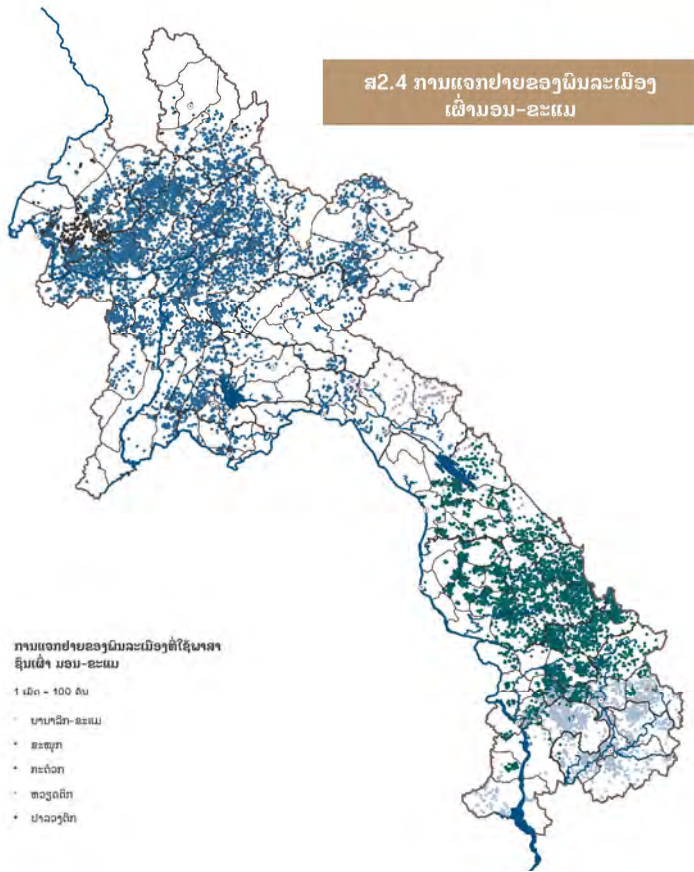 ສ2.4 ການແຈກຢາຍຂອງພົນລະເມືອງ
ເຜົ່າມອນ-ຂະແມ
ການແຈກຢາຍຂອງພົນລະເມືອງທີ່ໃຊ້ພາສາ
ຊົນເຜົ່າ ມອນ-ຂະແມ
1 ເມັດ = 100 ຄົນ
ບານາລິກ-ຂະແມ
ຂະໝຸກ
ກະຕ໋ວກ
ຫວຽດຕິກ
ປາລວງຕິກ